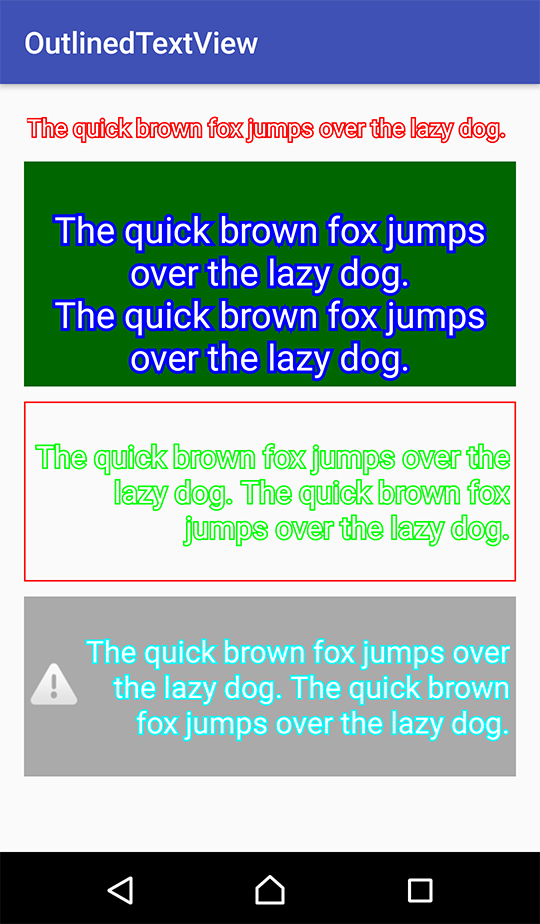 OutlinedTextView
The quick brown fox jumps over the lazy dog.
The quick brown fox jumps
over the lazy dog.
The quick brown fox jumps
over the lazy dog.
The quick brown fox jumps over the
lazy dog. The quick brown fox
jumps over the lazy dog.
The quick brown fox jumps over
the lazy dog. The quick brown
fox jumps over the lazy dog.